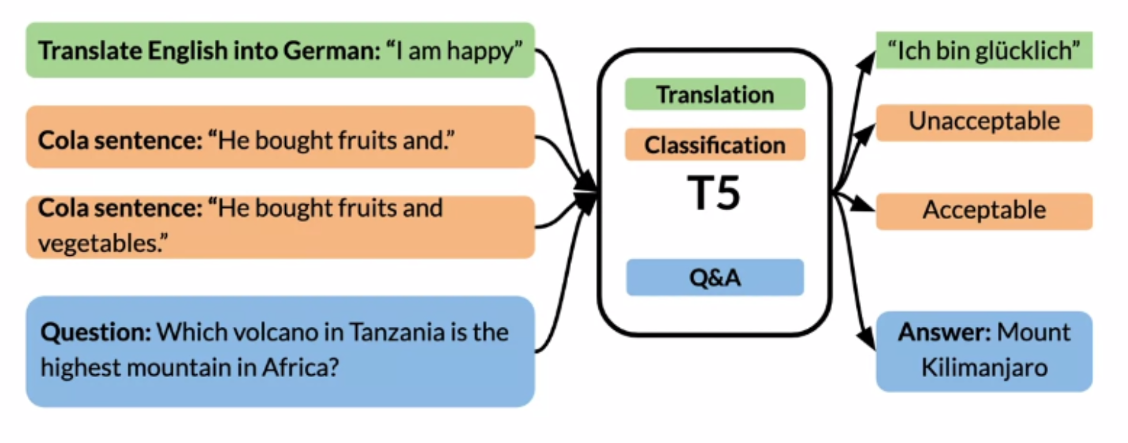 Translate English into German: “I am happy”
Cola sentence: “He bought fruits and.”
Cola sentence: “He bought fruits and
vegetables.”
Question: Which volcano in Tanzania is the
highest mountain in Africa?
Translation
Classification
T5
Q&A
“Ich bin glücklich”
Unacceptable
Acceptable
Answer: Mount
Kilimanjaro